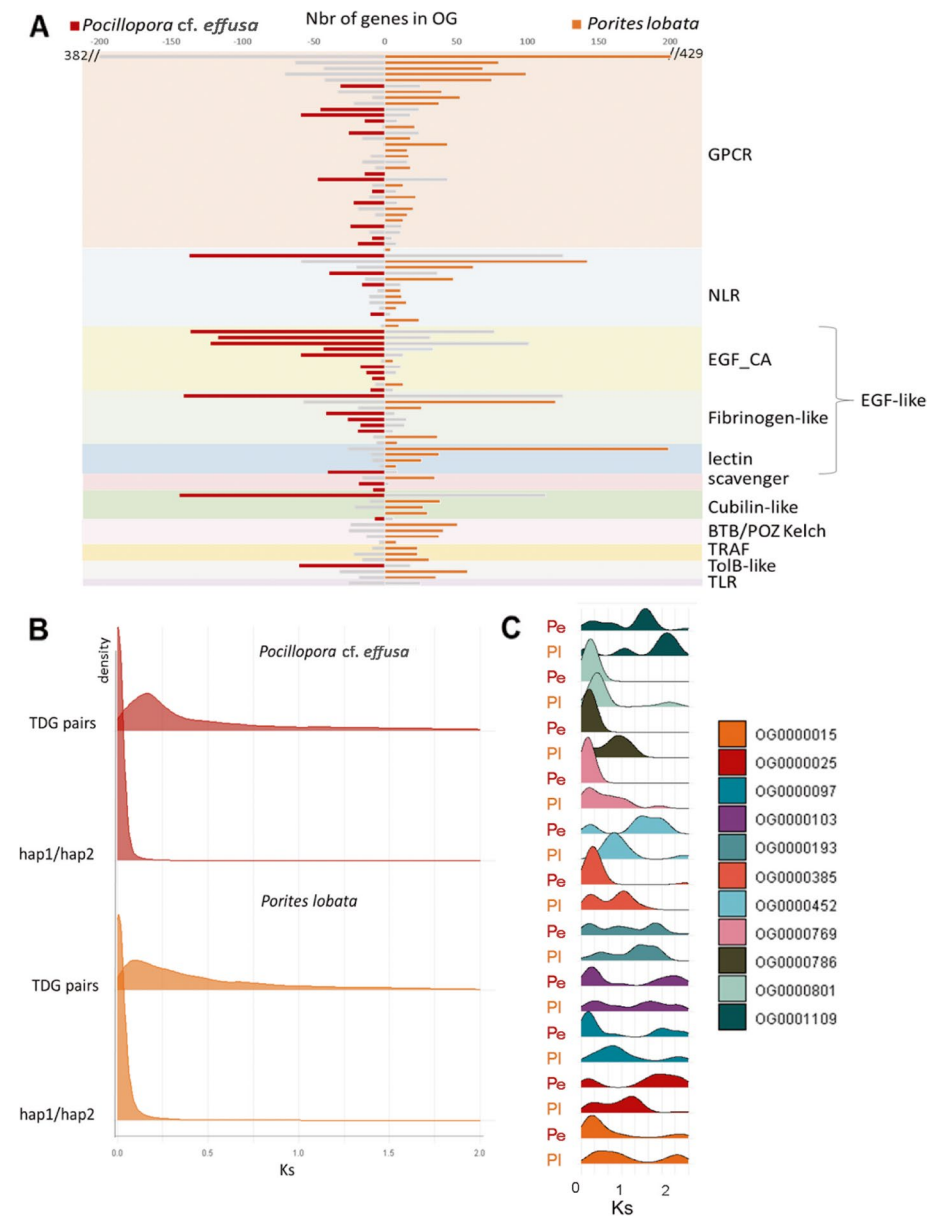 A
Nbr of genes in OG
Pocillopora cf. effusa
Porites lobata
-200 -150 -100 -50 0 50 100 150 200
382// //429
GPCR
NLR
EGF_CA
EGF-like
Fibrinogen-like
lectin
scavenger
Cubilin-like
BTB/POZ Kelch
TRAF
TolB-like
TLR
B
density
Pocillopora cf. effusa
TDG pairs
hap1/hap2
Porites lobata
TDG pairs
hap1/hap2
0.0 0.5 1.0 1.5 2.0
Ks
C
Pe
Pl
Pe
Pl
Pe
Pl
Pe
Pl
Pe
Pl
Pe
Pl
Pe
Pl
Pe
Pl
Pe
Pl
Pe
Pl
Pe
Pl
0 1 2
Ks
OG0000015
OG0000025
OG0000097
OG0000103
OG0000193
OG0000385
OG0000452
OG0000769
OG0000786
OG0000801
OG0001109